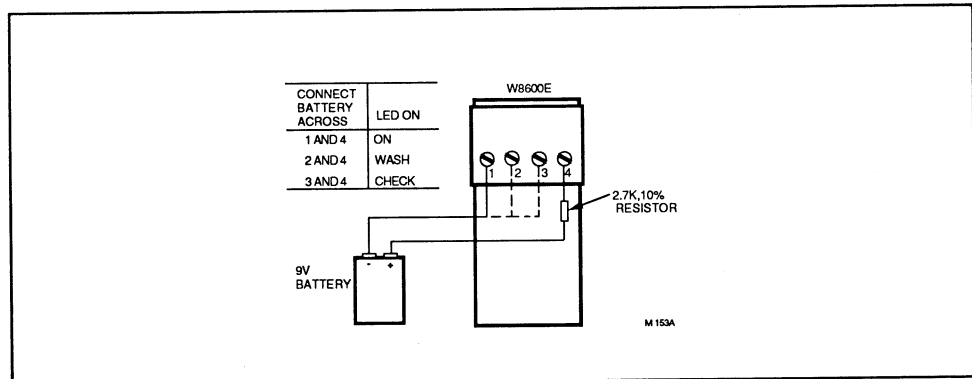 CONNECT
BATTERY
ACROSS
LED ON
1 AND 4 ON
2 AND 4 WASH
3 AND 4 CHECK
W8600E
1 2 3 4
2.7K,10%
RESISTOR
- +
9V
BATTERY
M 153A